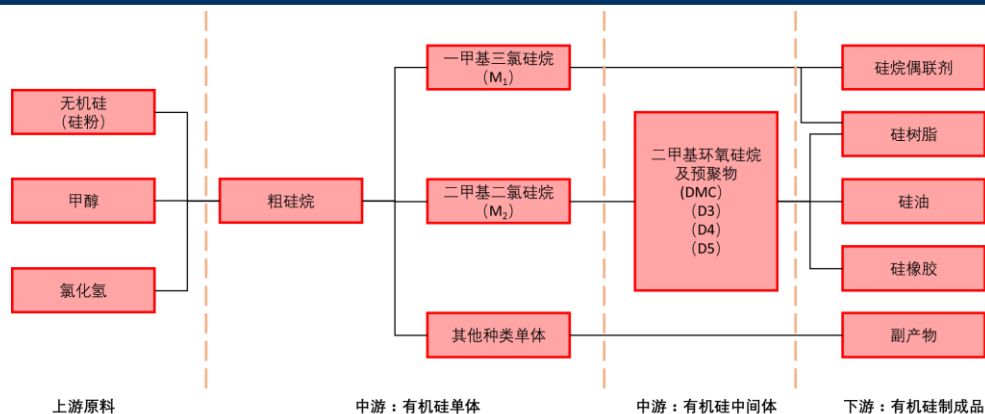 无机硅
(硅粉)
甲醇
氯化氢
粗硅烷
一甲基三氯硅烷
(M₁)
二甲基二氯硅烷
(M₂)
其他种类单体
二甲基环氧硅烷
及预聚物
(DMC)
(D3)
(D4)
(D5)
硅烷偶联剂
硅树脂
硅油
硅橡胶
副产物
上游原料
中游：有机硅单体
中游：有机硅中间体
下游：有机硅制成品